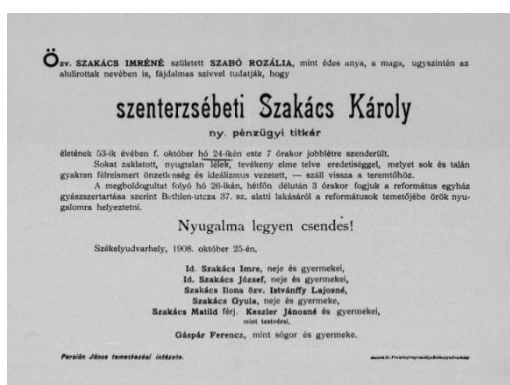 Özv. SZAKÁCS IMRÉNÉ született SZABÓ ROZÁLIA, mint édes anya, a maga, ugyszintén az
alulirottak nevében is, fájdalmas szivvel tudatják, hogy
szenterzsébeti Szakács Károly
ny. pénzügyi titkár
életének 53-ik évében f. október hó 24-ikén este 7 órakor jobblétre szenderült.
Sokat zaklatott, nyugtalan lélek, tevékeny elme telve eredetiséggel, melyet sok és talán
gyakran félreismert önzetlenség és idealizmus vezetett, — száll vissza a teremtőhöz.
A megboldogultat folyó hó 26-ikán, hétfőn délután 3 órakor fogjuk a református egyház
gyászszertartása szerint Bethlen-utcza 37. sz. alatti lakásáról a reformátusok temetőjébe örök nyu-
galomra helyeztetni.
Nyugalma legyen csendes!
Székelyudvarhely, 1908. október 25-én,
Id. Szakács Imre, neje és gyermekei,
Id. Szakács József, neje és gyermekei,
Szakács Ilona özv. Istvánffy Lajosné,
Szakács Gyula, neje és gyermeke,
Szakács Matild férj. Keszler Jánosné és gyermekei,
mint testvérei.
Gáspár Ferencz, mint sógor és gyermeke.
Persián János temetkezési intézete.